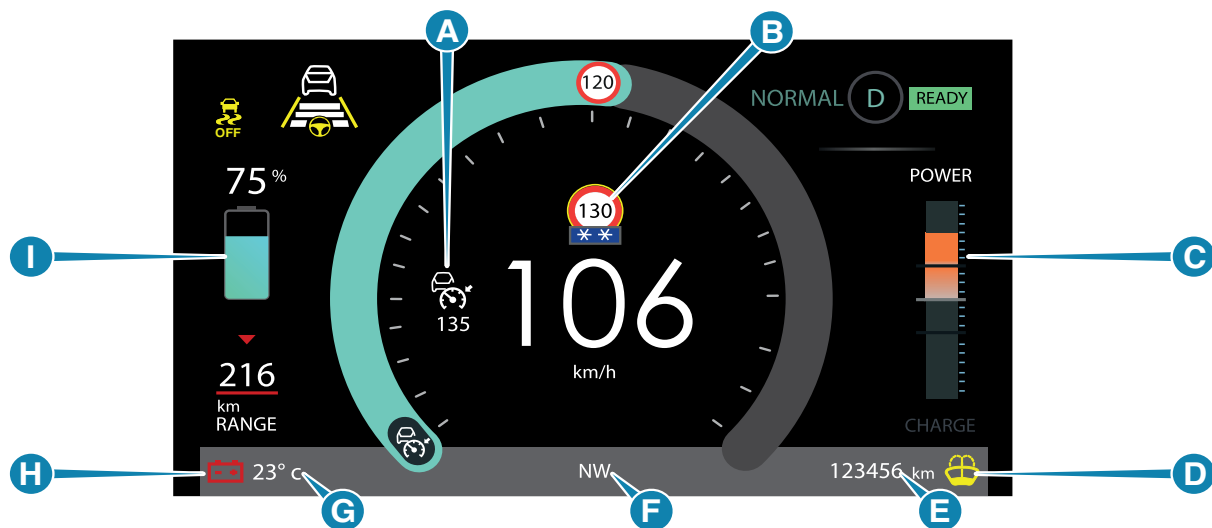 A
B
120
NORMAL D READY
OFF
75 %
POWER
130
I
C
106
135
km/h
216
km
RANGE
CHARGE
H
23° c
NW
123456 km
D
G
F
E